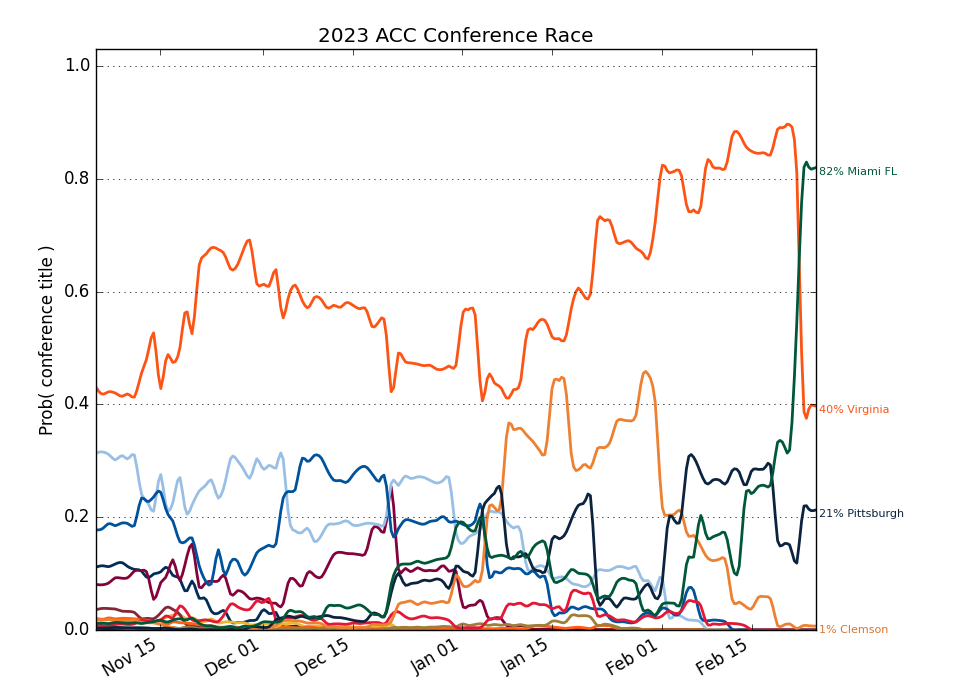 2023 ACC Conference Race
Prob( conference title )
1.0
0.8
0.6
0.4
0.2
0.0
82% Miami FL
40% Virginia
21% Pittsburgh
1% Clemson
Nov 15
Dec 01
Dec 15
Jan 01
Jan 15
Feb 01
Feb 15